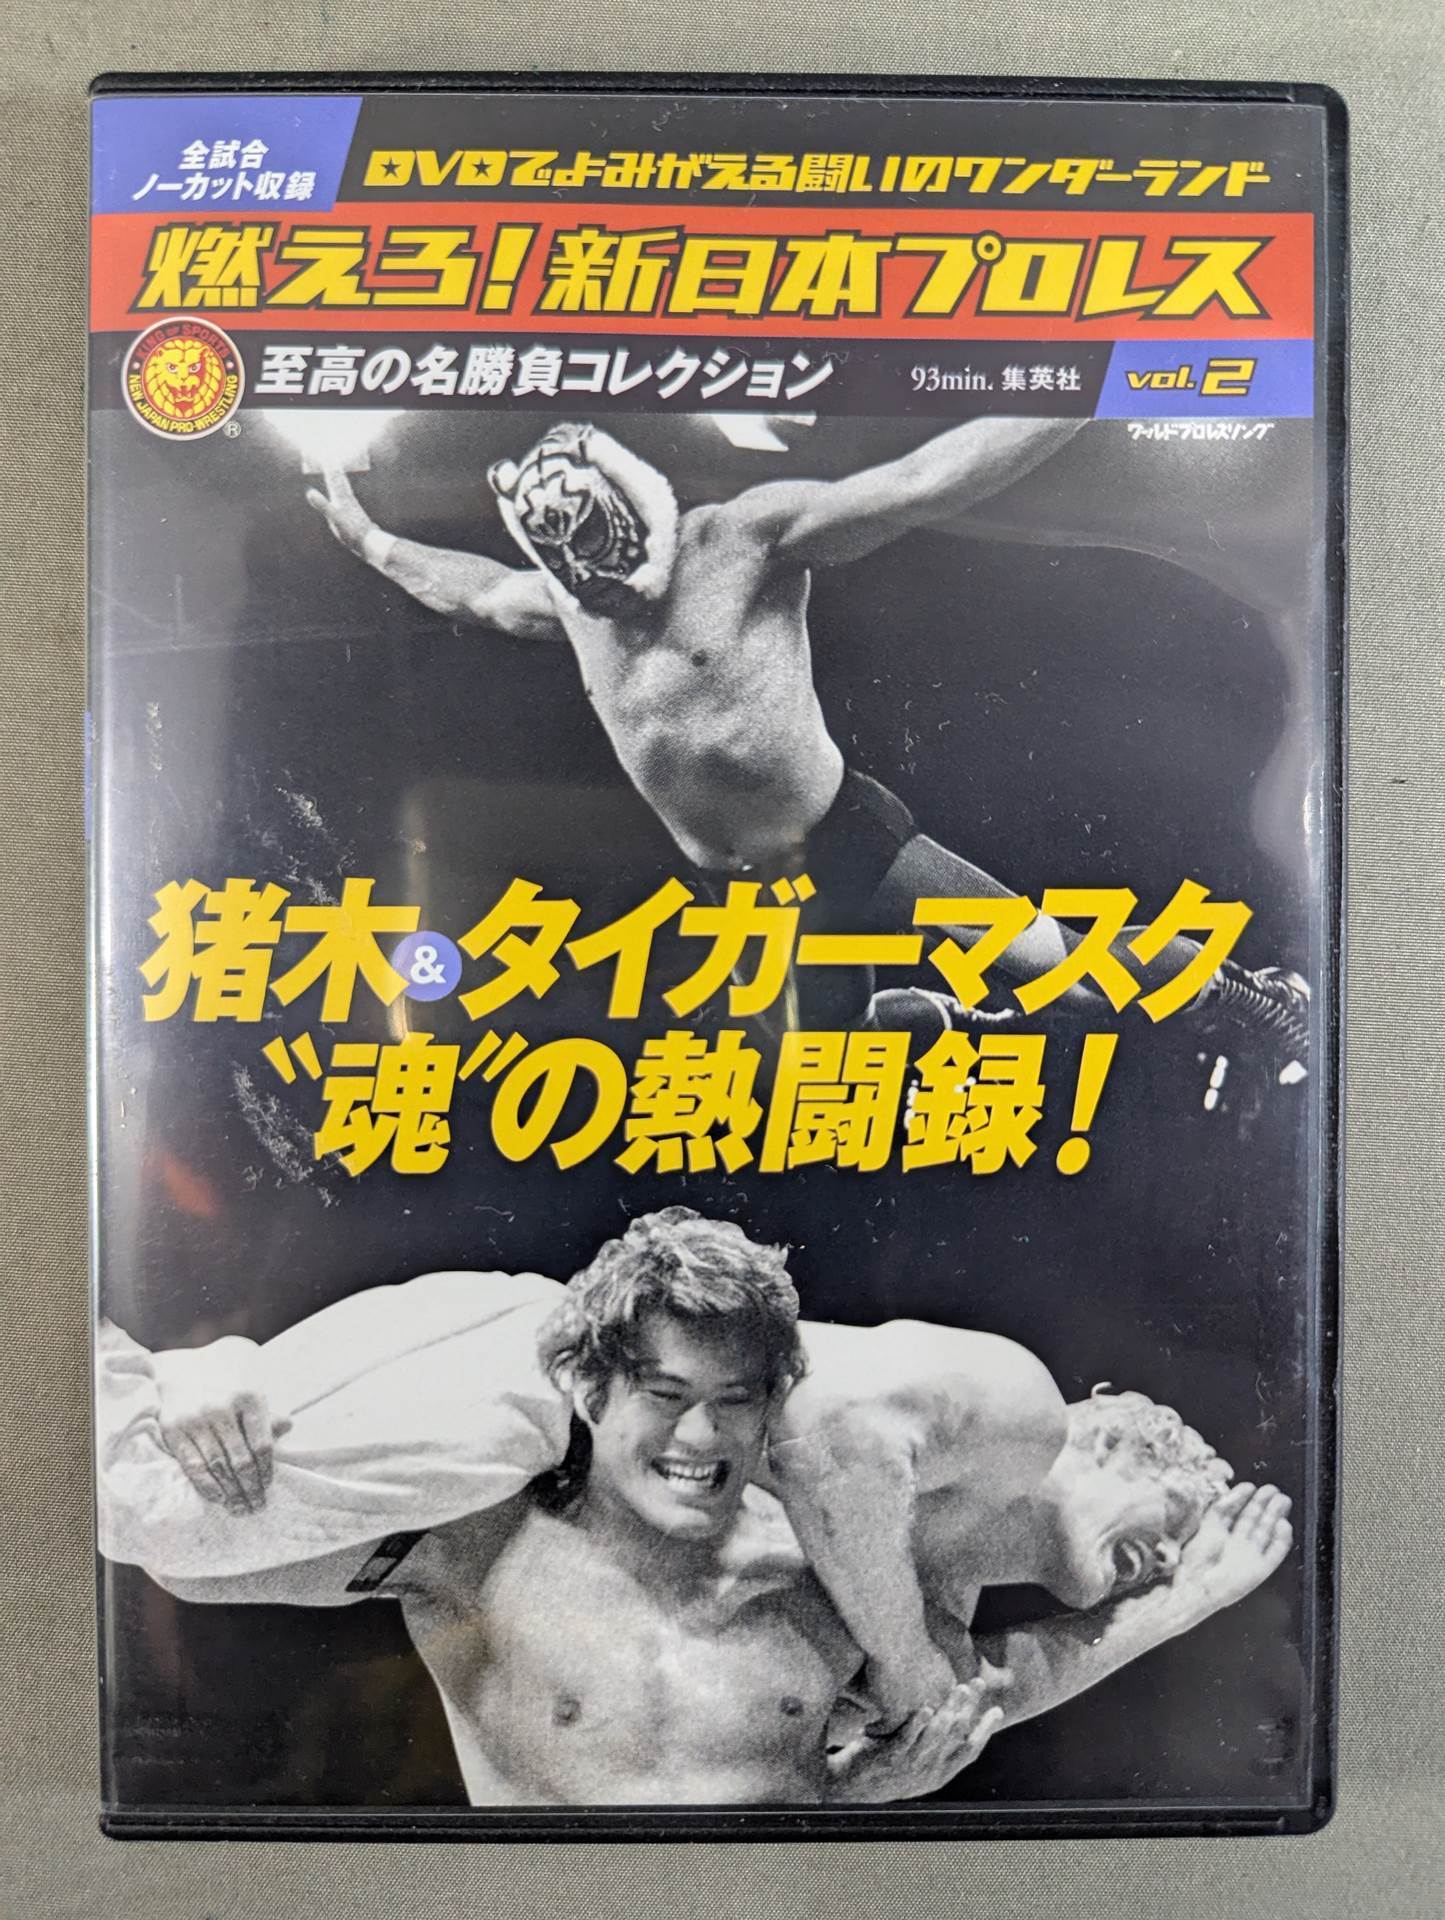 全試合
ノーカット収録
DVDでよみがえる闘いのワンダーランド
燃えろ!新日本プロレス
KING OF SPORTS
NEW JAPAN PRO-WRESTLING
®
至高の名勝負コレクション
93min. 集英社
vol.2
ワールドプロレスリング
猪木&タイガーマスク
〝魂〟の熱闘録!